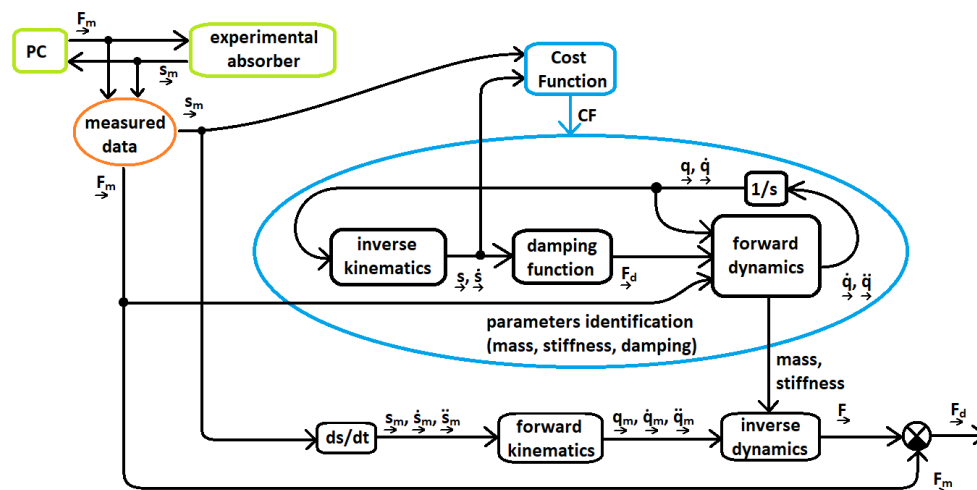 F_m
PC
experimental
absorber
s_m
s_m
measured
data
F_m
Cost
Function
CF
q, q̇
1/s
inverse
kinematics
s, ṡ
damping
function
F_d
forward
dynamics
q̇, q̈
parameters identification
(mass, stiffness, damping)
mass,
stiffness
ds/dt
s_m, ṡ_m, s̈_m
forward
kinematics
q_m, q̇_m, q̈_m
inverse
dynamics
F
F_d
F_m